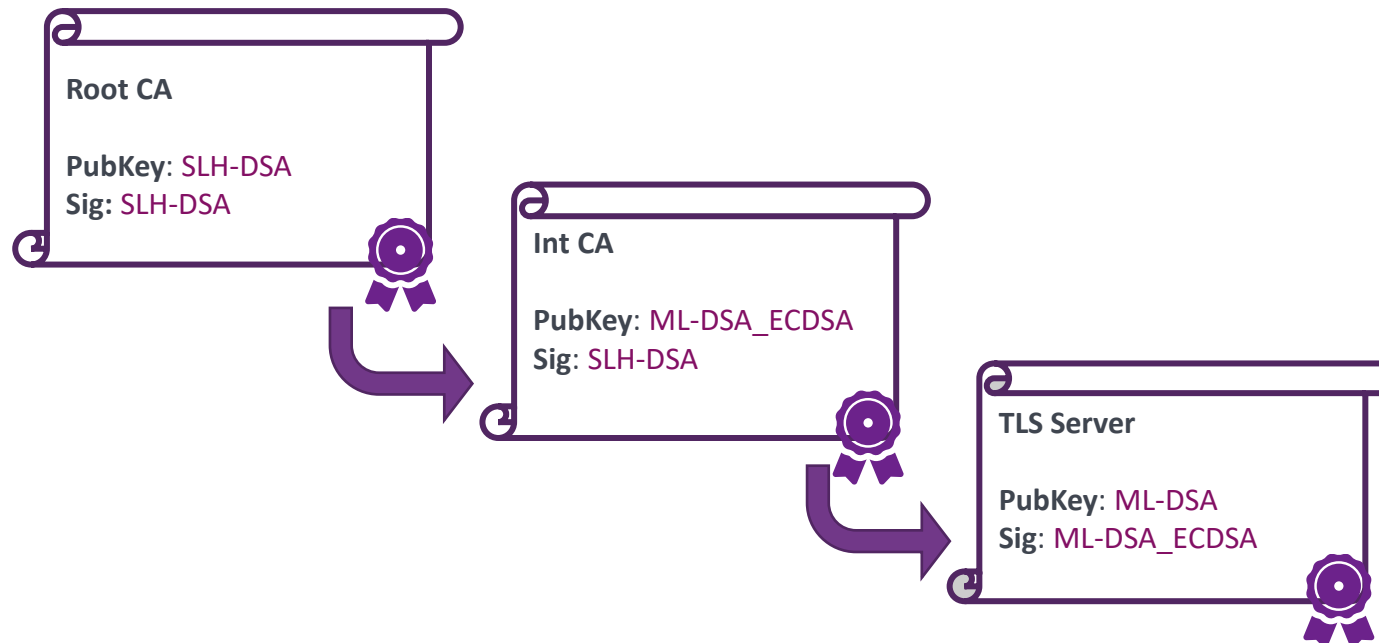 Root CA
PubKey: SLH-DSA
Sig: SLH-DSA
Int CA
PubKey: ML-DSA_ECDSA
Sig: SLH-DSA
TLS Server
PubKey: ML-DSA
Sig: ML-DSA_ECDSA